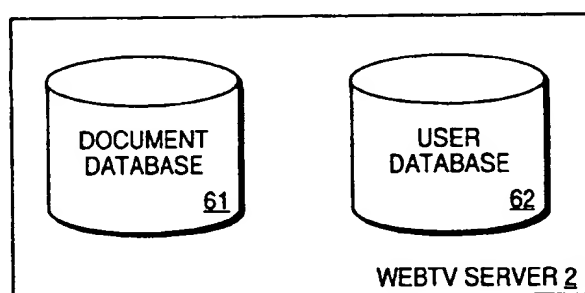 DOCUMENT
DATABASE
61
USER
DATABASE
62
WEBTV SERVER 2